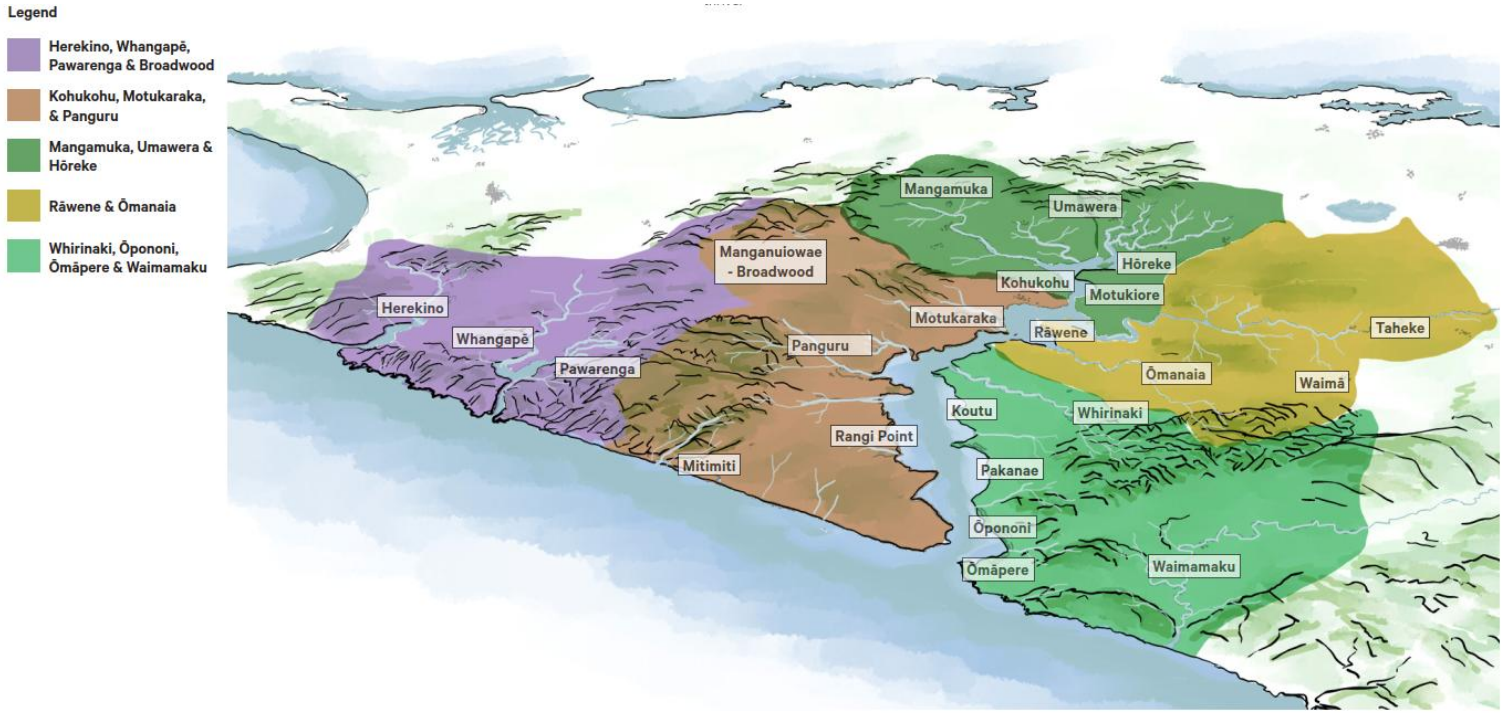 Legend
Herekino, Whangapē,
Pawarenga & Broadwood
Kohukohu, Motukaraka,
& Panguru
Mangamuka, Umawera &
Hōreke
Rāwene & Ōmanaia
Whirinaki, Ōpononi,
Ōmāpere & Waimamaku
Mangamuka
Umawera
Manganuiowae
- Broadwood
Hōreke
Kohukohu
Motukiore
Herekino
Motukaraka
Rāwene
Taheke
Whangapē
Panguru
Pawarenga
Ōmanaia
Waimā
Koutu
Whirinaki
Rangi Point
Mitimiti
Pakanae
Ōpononi
Ōmāpere
Waimamaku